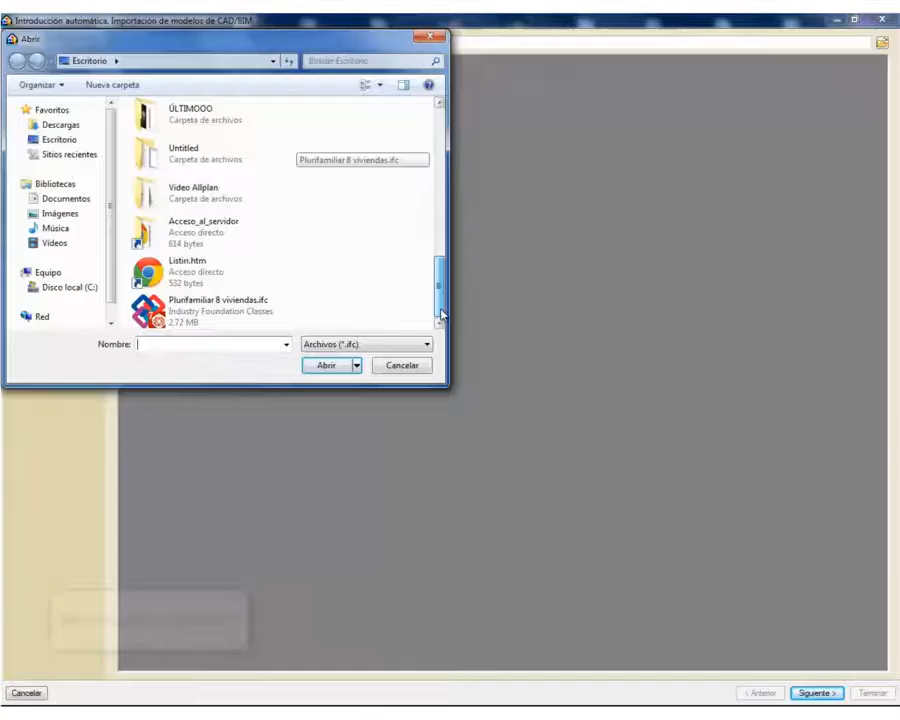 Introducción automática. Importación de modelos de CAD/BIM
Abrir
Escritorio
Buscar Escritorio
Organizar
Nueva carpeta
Favoritos
Descargas
Escritorio
Sitios recientes
Bibliotecas
Documentos
Imágenes
Música
Vídeos
Equipo
Disco local (C:)
Red
ÚLTIMOOO
Carpeta de archivos
Untitled
Carpeta de archivos
Plurifamiliar 8 viviendas.ifc
Video Allplan
Carpeta de archivos
Acceso_al_servidor
Acceso directo
614 bytes
Listin.htm
Acceso directo
532 bytes
Plurifamiliar 8 viviendas.ifc
Industry Foundation Classes
2,72 MB
Nombre:
Archivos (*.ifc)
Abrir
Cancelar
Cancelar
< Anterior
Siguiente >
Terminar